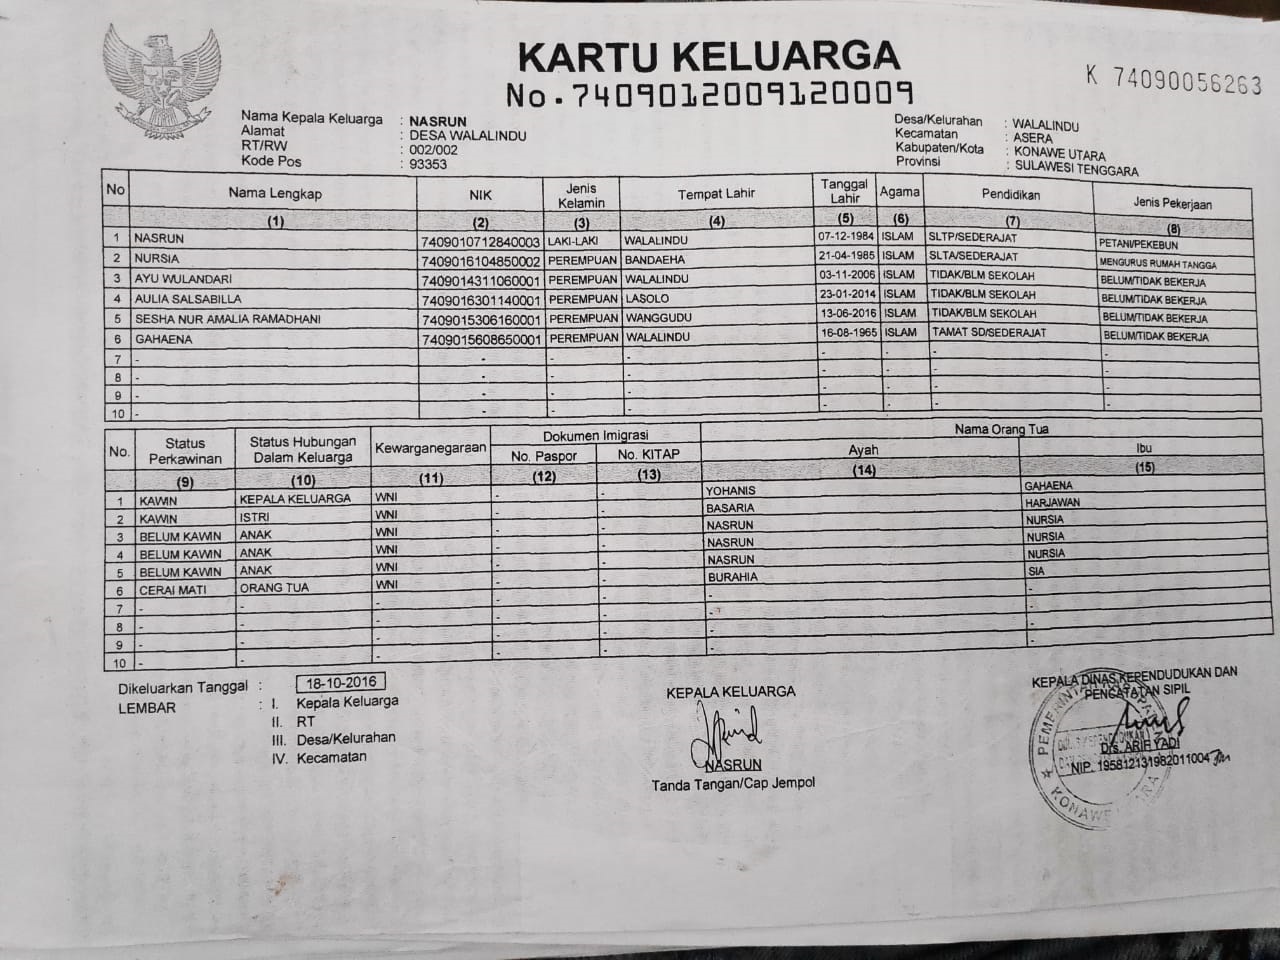 KARTU KELUARGA
No.7409012009120009
K 74090056263
Nama Kepala Keluarga : NASRUN
Alamat : DESA WALALINDU
RT/RW : 002/002
Kode Pos : 93353
Desa/Kelurahan : WALALINDU
Kecamatan : ASERA
Kabupaten/Kota : KONAWE UTARA
Provinsi : SULAWESI TENGGARA
No Nama Lengkap NIK Jenis Kelamin Tempat Lahir Tanggal Lahir Agama Pendidikan Jenis Pekerjaan
(1) (2) (3) (4) (5) (6) (7) (8)
1 NASRUN 7409010712840003 LAKI-LAKI WALALINDU 07-12-1984 ISLAM SLTP/SEDERAJAT PETANI/PEKEBUN
2 NURSIA 7409016104850002 PEREMPUAN BANDAEHA 21-04-1985 ISLAM SLTA/SEDERAJAT MENGURUS RUMAH TANGGA
3 AYU WULANDARI 7409014311060001 PEREMPUAN WALALINDU 03-11-2006 ISLAM TIDAK/BLM SEKOLAH BELUM/TIDAK BEKERJA
4 AULIA SALSABILLA 7409016301140001 PEREMPUAN LASOLO 23-01-2014 ISLAM TIDAK/BLM SEKOLAH BELUM/TIDAK BEKERJA
5 SESHA NUR AMALIA RAMADHANI 7409015306160001 PEREMPUAN WANGGUDU 13-06-2016 ISLAM TIDAK/BLM SEKOLAH BELUM/TIDAK BEKERJA
6 GAHAENA 7409015608650001 PEREMPUAN WALALINDU 16-08-1965 ISLAM TAMAT SD/SEDERAJAT BELUM/TIDAK BEKERJA
7 - - - - - - - -
8 - - - - - - - -
9 - - - - - - - -
10 - - - - - - - -
No. Status Perkawinan Status Hubungan Dalam Keluarga Kewarganegaraan Dokumen Imigrasi Nama Orang Tua
No. Paspor No. KITAP Ayah Ibu
(9) (10) (11) (12) (13) (14) (15)
1 KAWIN KEPALA KELUARGA WNI - - YOHANIS GAHAENA
2 KAWIN ISTRI WNI - - BASARIA HARJAWAN
3 BELUM KAWIN ANAK WNI - - NASRUN NURSIA
4 BELUM KAWIN ANAK WNI - - NASRUN NURSIA
5 BELUM KAWIN ANAK WNI - - NASRUN NURSIA
6 CERAI MATI ORANG TUA WNI - - BURAHIA SIA
7 - - - - - - -
8 - - - - - - -
9 - - - - - - -
10 - - - - - - -
Dikeluarkan Tanggal : 18-10-2016
LEMBAR : I. Kepala Keluarga
II. RT
III. Desa/Kelurahan
IV. Kecamatan
KEPALA KELUARGA
NASRUN
Tanda Tangan/Cap Jempol
KEPALA DINAS KEPENDUDUKAN DAN
PENCATATAN SIPIL
Drs. ARIF YADI
NIP. 195812131982011004